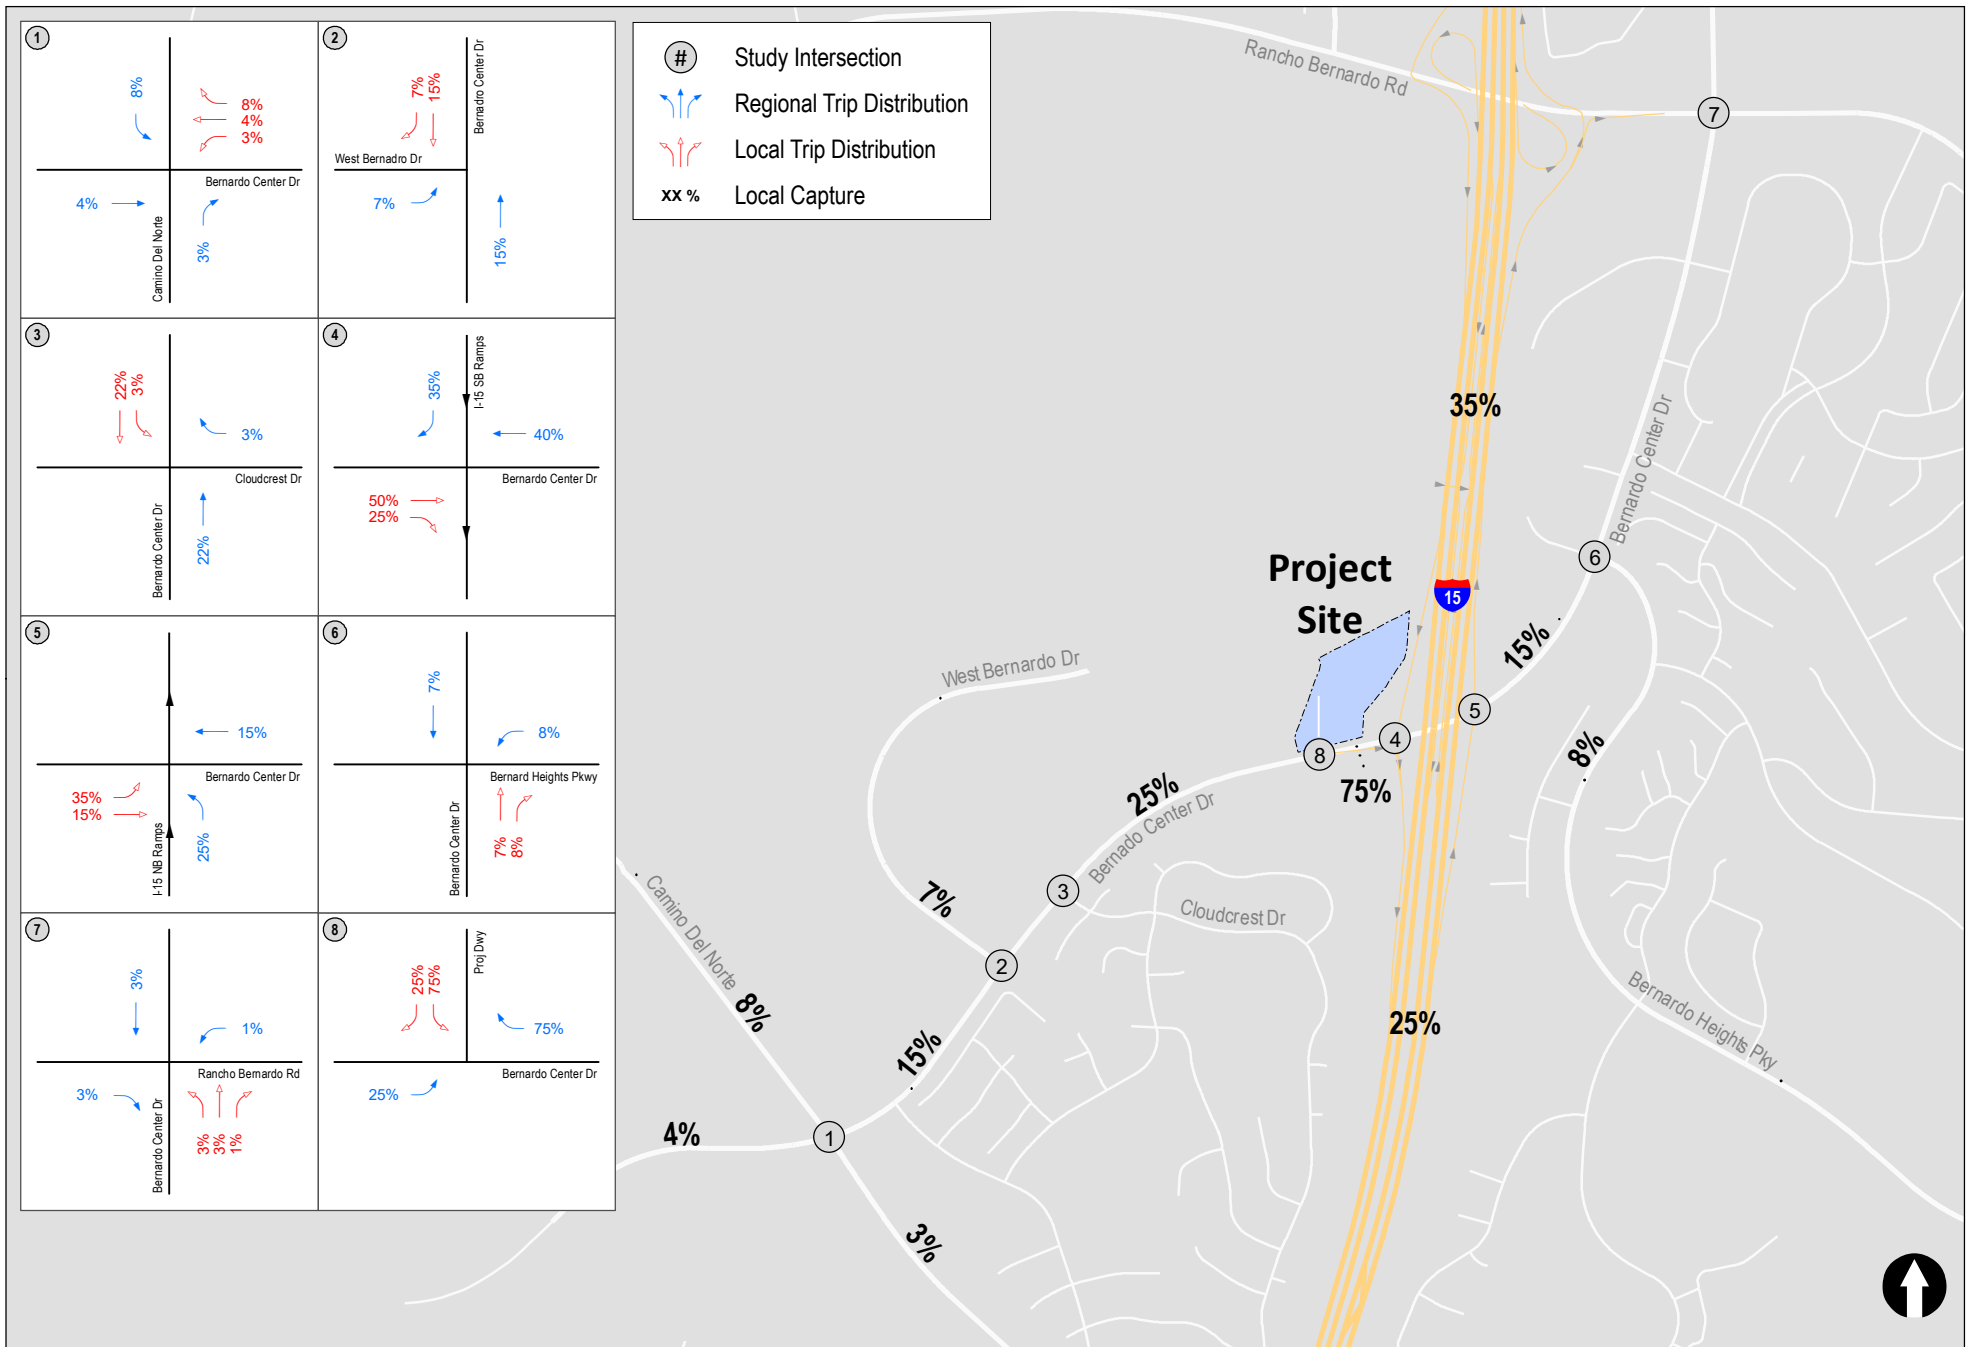 1
8%
8%
4%
3%
Bernardo Center Dr
4%
3%
Camino Del Norte
2
7%
15%
Bernadro Center Dr
West Bernadro Dr
7%
15%
3
22%
3%
3%
Cloudcrest Dr
Bernardo Center Dr
22%
4
35%
I-15 SB Ramps
40%
Bernardo Center Dr
50%
25%
5
15%
Bernardo Center Dr
35%
15%
25%
I-15 NB Ramps
6
7%
8%
Bernard Heights Pkwy
Bernardo Center Dr
7%
8%
7
3%
1%
Rancho Bernardo Rd
3%
Bernardo Center Dr
3%
3%
1%
8
25%
75%
Proj Dwy
75%
Bernardo Center Dr
25%
# Study Intersection
Regional Trip Distribution
Local Trip Distribution
XX % Local Capture
Rancho Bernardo Rd
7
35%
Bernardo Center Dr
6
Project
Site
15
15%
West Bernardo Dr
5
4
8
8%
75%
25%
Bernado Center Dr
3
7%
Camino Del Norte
Cloudcrest Dr
2
8%
25%
Bernardo Heights Pky
15%
4%
1
3%